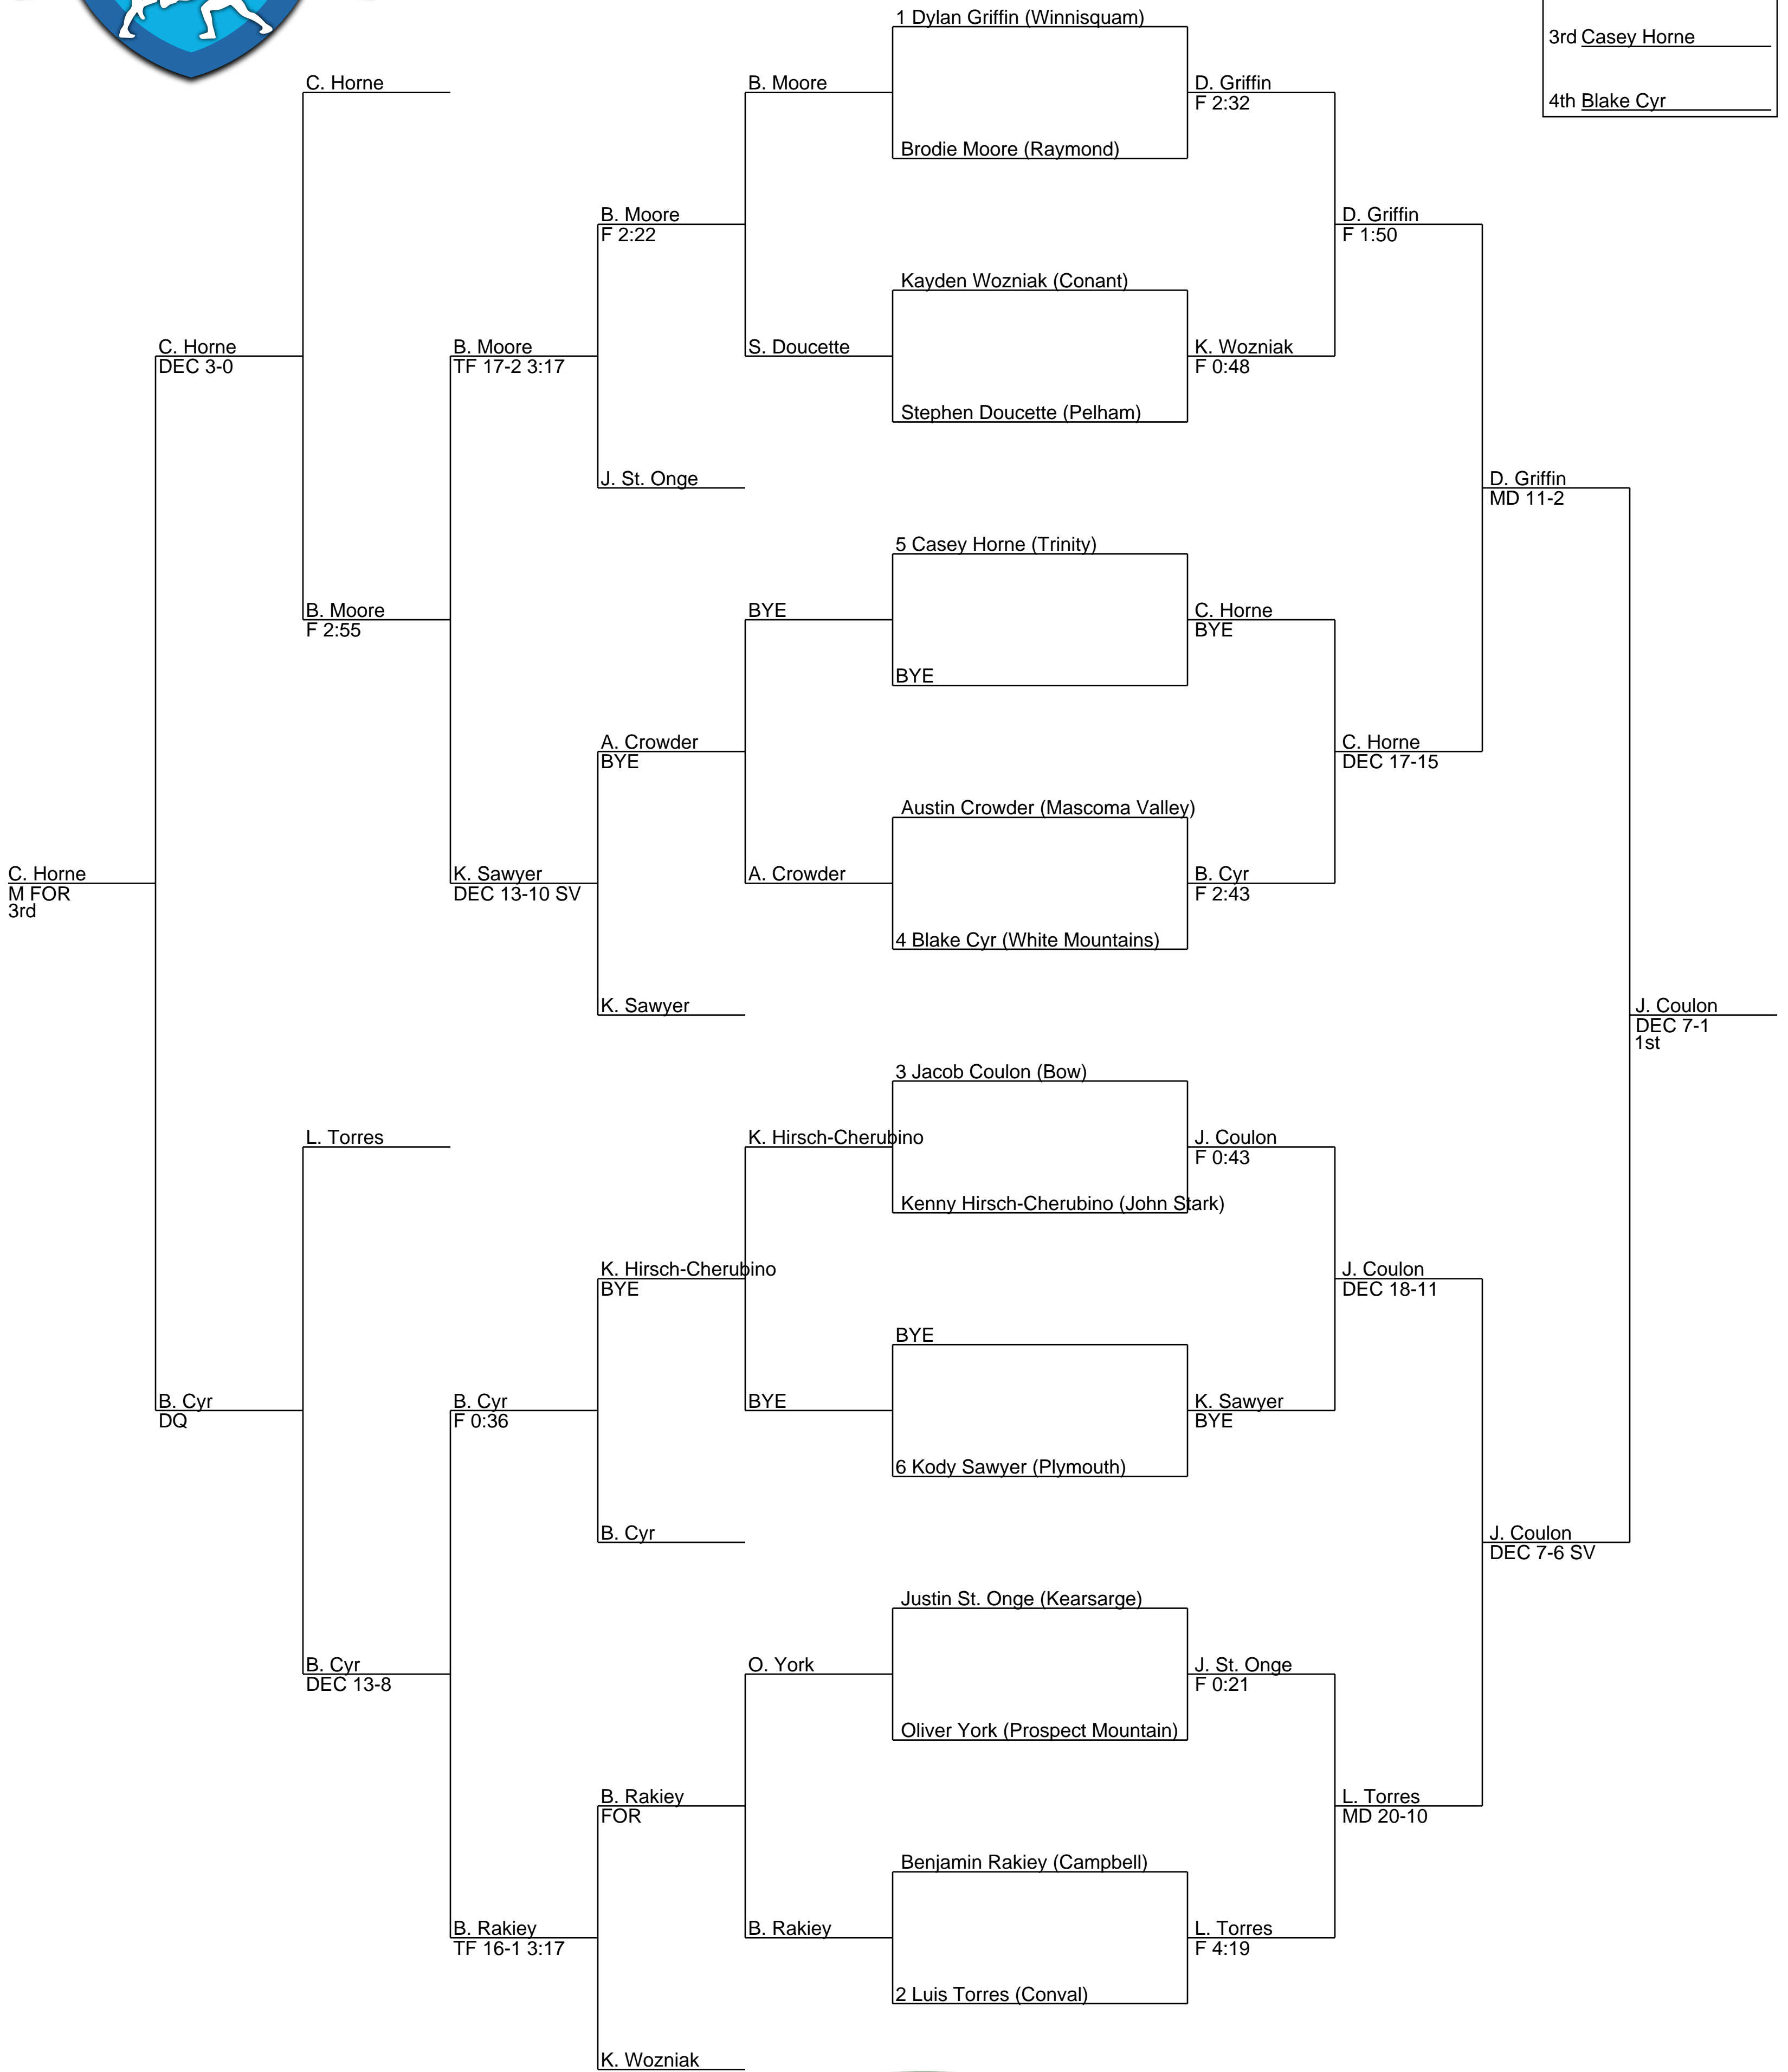 1 Dylan Griffin (Winnisquam)
3rd Casey Horne
C. Horne
B. Moore
D. Griffin
F 2:32
4th Blake Cyr
Brodie Moore (Raymond)
B. Moore
F 2:22
D. Griffin
F 1:50
Kayden Wozniak (Conant)
C. Horne
DEC 3-0
B. Moore
TF 17-2 3:17
S. Doucette
K. Wozniak
F 0:48
Stephen Doucette (Pelham)
J. St. Onge
D. Griffin
MD 11-2
5 Casey Horne (Trinity)
B. Moore
F 2:55
BYE
C. Horne
BYE
BYE
A. Crowder
BYE
C. Horne
DEC 17-15
Austin Crowder (Mascoma Valley)
C. Horne
M FOR
3rd
K. Sawyer
DEC 13-10 SV
A. Crowder
B. Cyr
F 2:43
4 Blake Cyr (White Mountains)
K. Sawyer
J. Coulon
DEC 7-1
1st
3 Jacob Coulon (Bow)
L. Torres
K. Hirsch-Cherubino
J. Coulon
F 0:43
Kenny Hirsch-Cherubino (John Stark)
K. Hirsch-Cherubino
BYE
J. Coulon
DEC 18-11
BYE
B. Cyr
DQ
B. Cyr
F 0:36
BYE
K. Sawyer
BYE
6 Kody Sawyer (Plymouth)
B. Cyr
J. Coulon
DEC 7-6 SV
Justin St. Onge (Kearsarge)
B. Cyr
DEC 13-8
O. York
J. St. Onge
F 0:21
Oliver York (Prospect Mountain)
B. Rakiey
FOR
L. Torres
MD 20-10
Benjamin Rakiey (Campbell)
B. Rakiey
TF 16-1 3:17
B. Rakiey
L. Torres
F 4:19
2 Luis Torres (Conval)
K. Wozniak